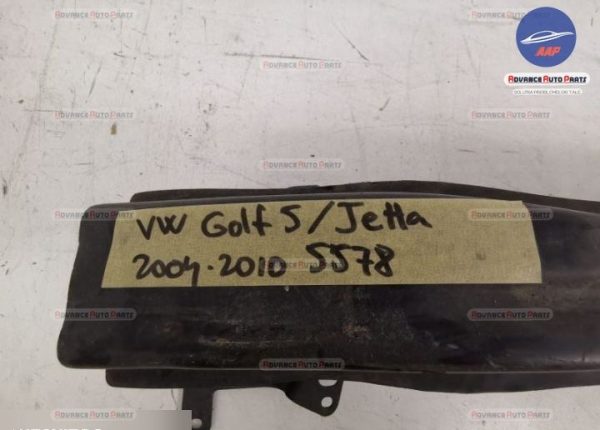 AAP
ADVANCE AUTO PARTS
VW Golf 5/Jetta
2004.2010 5578